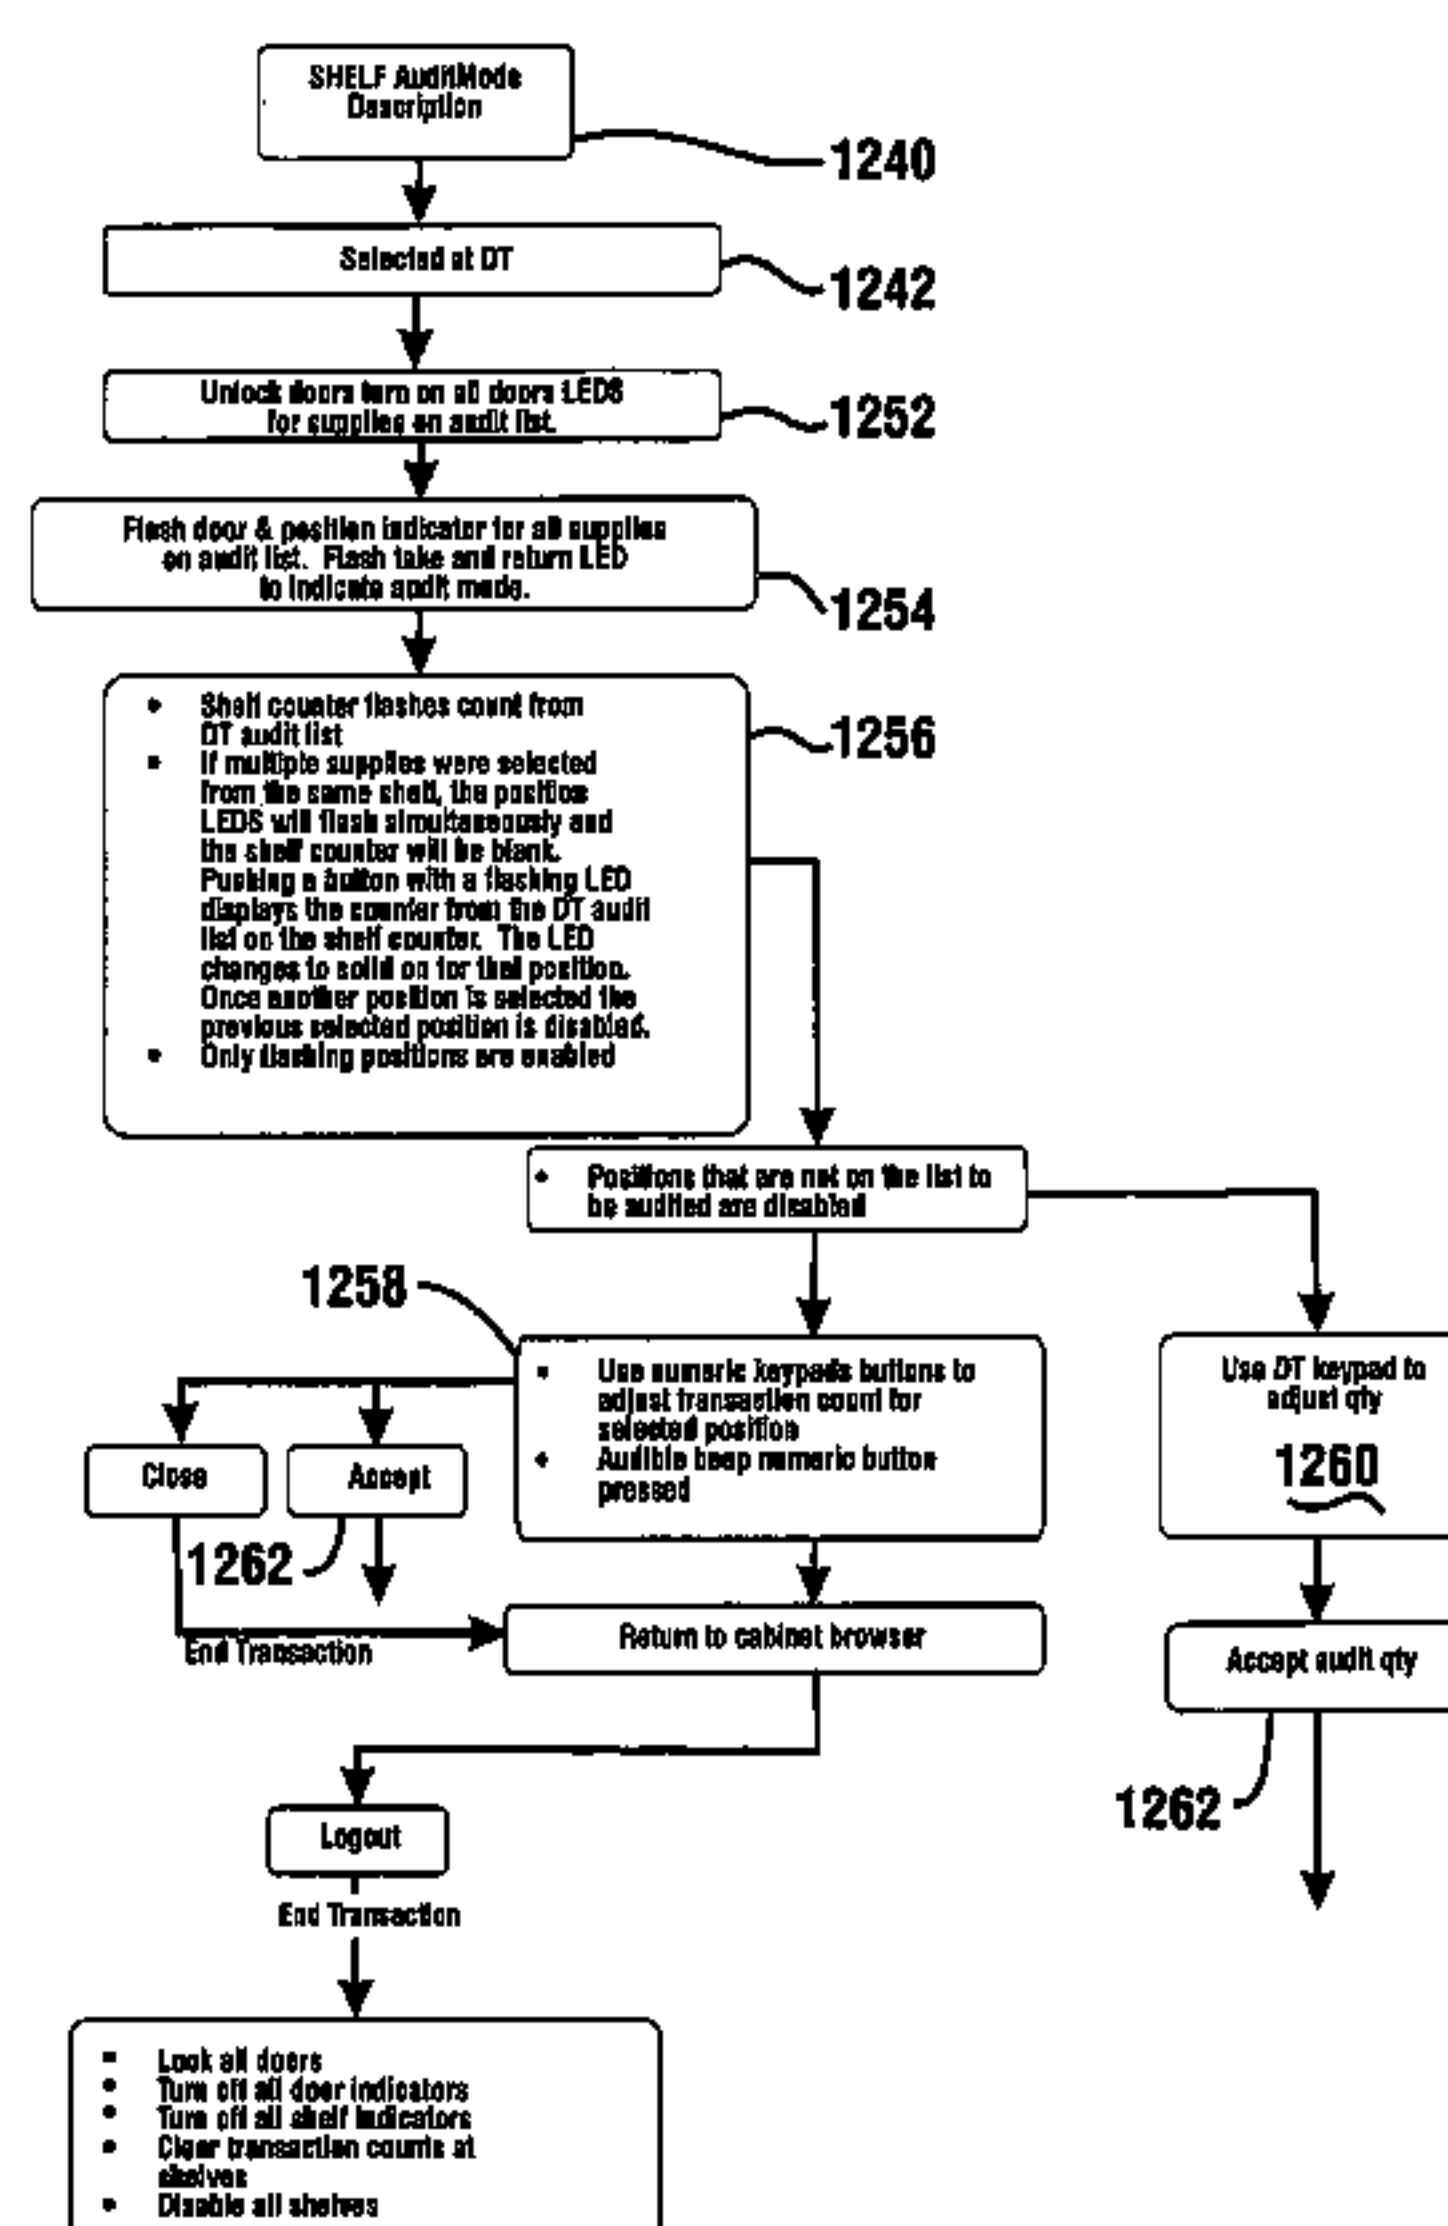 SHELF AuditMode
Description
1240
Selected at DT
1242
Unlock doors turn on all doors LEDS
for supplies on audit list.
1252
Flash door & position indicator for all supplies
on audit list. Flash take and return LED
to indicate audit mode.
1254
• Shelf counter flashes count from
DT audit list
• If multiple supplies were selected
from the same shelf, the position
LEDS will flash simultaneously and
the shelf counter will be blank.
Pushing a button with a flashing LED
displays the counter from the DT audit
list on the shelf counter. The LED
changes to solid on for that position.
Once another position is selected the
previous selected position is disabled.
• Only flashing positions are enabled
1256
• Positions that are not on the list to
be audited are disabled
1258
• Use numeric keypads buttons to
adjust transaction count for
selected position
• Audible beep numeric button
pressed
Use DT keypad to
adjust qty
1260
Close
Accept
1262
End Transaction
Return to cabinet browser
Accept audit qty
1262
Logout
End Transaction
• Lock all doors
• Turn off all door indicators
• Turn off all shelf indicators
• Clear transaction counts at
shelves
• Disable all shelves